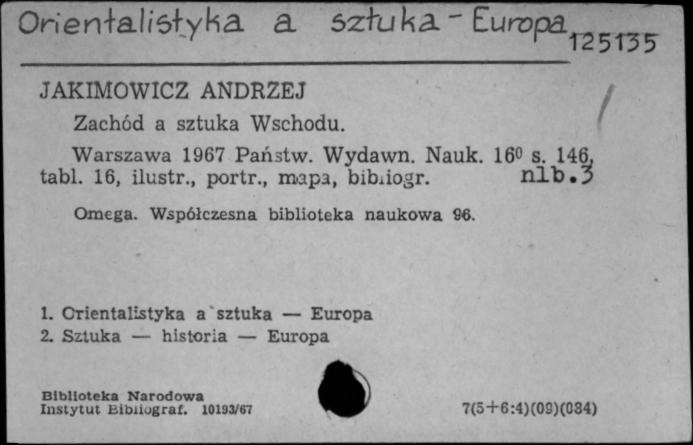 Orientalistyka a sztuka - Europa
125135
JAKIMOWICZ ANDRZEJ
Zachód a sztuka Wschodu.
Warszawa 1967 Państw. Wydawn. Nauk. 16⁰ s. 146,
tabl. 16, ilustr., portr., mapa, bibliogr. nlb.3
Omega. Współczesna biblioteka naukowa 96.
1. Orientalistyka a sztuka — Europa
2. Sztuka — historia — Europa
Biblioteka Narodowa
Instytut Bibliograf. 10193/67
7(5+6:4)(09)(084)